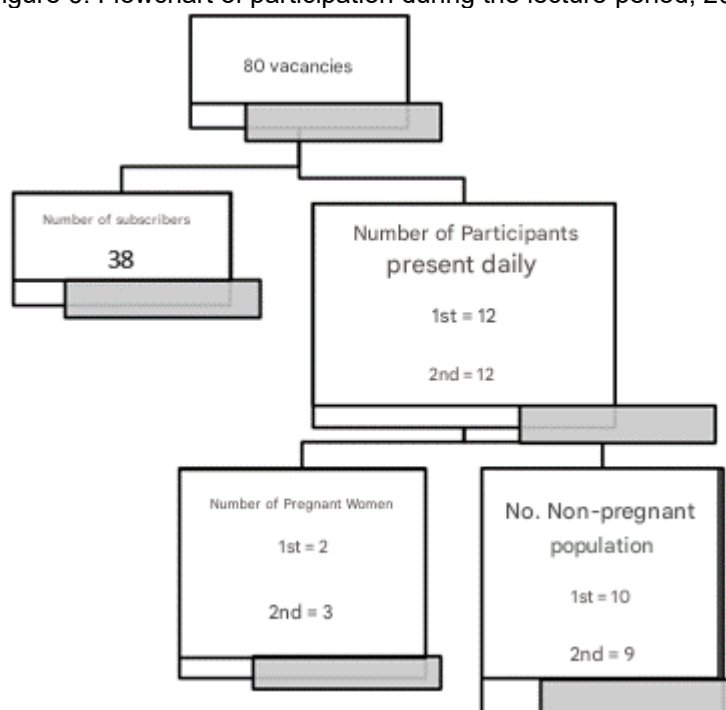 80 vacancies
Number of subscribers
38
Number of Participants
present daily
1st = 12
2nd = 12
Number of Pregnant Women
1st = 2
2nd = 3
No. Non-pregnant
population
1st = 10
2nd = 9